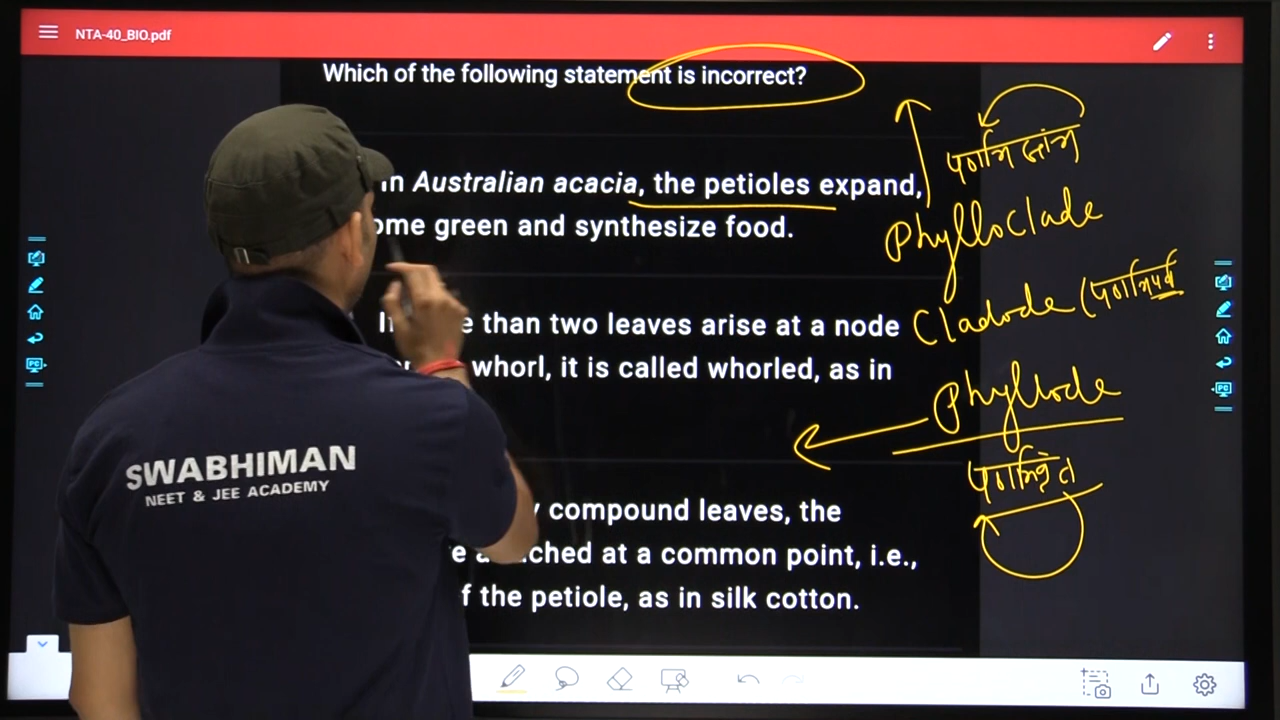 NTA-40_BIO.pdf
Which of the following statement is incorrect?
In Australian acacia, the petioles expand,
ome green and synthesize food.
e than two leaves arise at a node
whorl, it is called whorled, as in
y compound leaves, the
ched at a common point, i.e.,
f the petiole, as in silk cotton.
पर्णाभ स्तंभ
Phylloclade
Cladode (पर्णाभपर्व
Phyllode
पर्णाभवृंत
SWABHIMAN
NEET & JEE ACADEMY